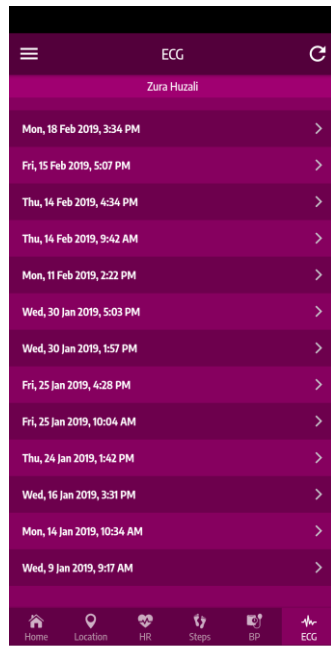 ECG
Zura Huzali
Mon, 18 Feb 2019, 3:34 PM
Fri, 15 Feb 2019, 5:07 PM
Thu, 14 Feb 2019, 4:34 PM
Thu, 14 Feb 2019, 9:42 AM
Mon, 11 Feb 2019, 2:22 PM
Wed, 30 Jan 2019, 5:03 PM
Wed, 30 Jan 2019, 1:57 PM
Fri, 25 Jan 2019, 4:28 PM
Fri, 25 Jan 2019, 10:04 AM
Thu, 24 Jan 2019, 1:42 PM
Wed, 16 Jan 2019, 3:31 PM
Mon, 14 Jan 2019, 10:34 AM
Wed, 9 Jan 2019, 9:17 AM
Home Location HR Steps BP ECG